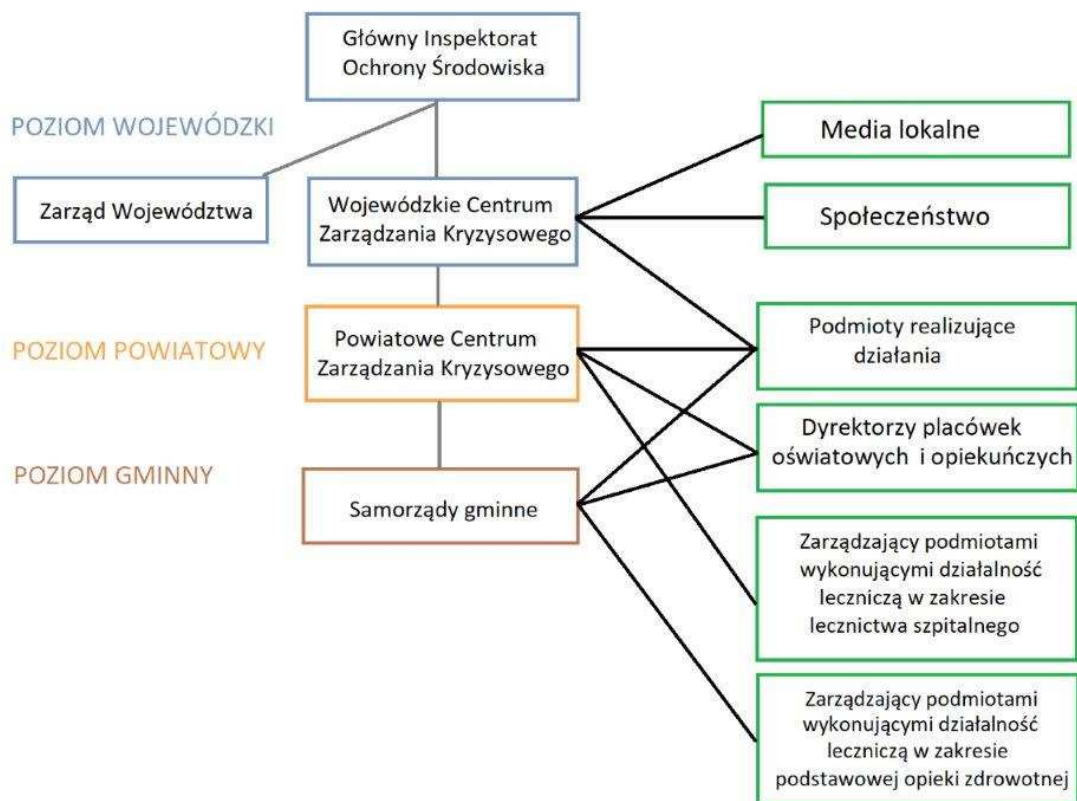 Główny Inspektorat
Ochrony Środowiska
POZIOM WOJEWÓDZKI
Media lokalne
Zarząd Województwa
Wojewódzkie Centrum
Zarządzania Kryzysowego
Społeczeństwo
POZIOM POWIATOWY
Powiatowe Centrum
Zarządzania Kryzysowego
Podmioty realizujące
działania
Dyrektorzy placówek
oświatowych i opiekuńczych
POZIOM GMINNY
Samorządy gminne
Zarządzający podmiotami
wykonującymi działalność
leczniczą w zakresie
lecznictwa szpitalnego
Zarządzający podmiotami
wykonującymi działalność
leczniczą w zakresie
podstawowej opieki zdrowotnej